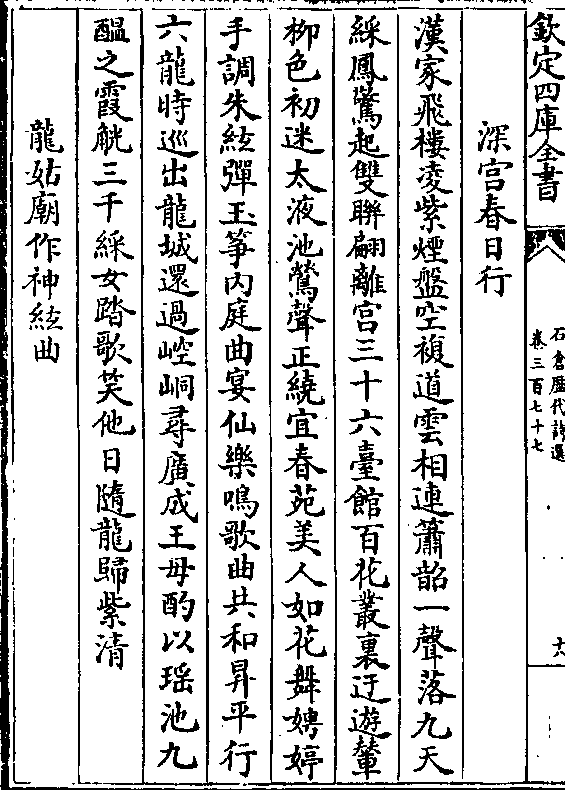 欽定四庫全書
石倉歴代詩選
卷三百七十七
十六
深宫春日行
漢家飛樓凌紫煙盤空複道雲相連簫韶一聲落九天
綵鳳驚起雙聯翩離宫三十六臺館百花叢裏迂遊輦
柳色初迷太液池鶯聲正繞宜春苑美人如花舞娉婷
手調朱絃彈玉箏内庭曲宴仙樂鳴歌曲共和昇平行
六龍時巡出龍城還過崆峒尋廣成王母酌以瑶池九
醖之霞觥三千綵女踏歌笑他日隨龍歸紫清
龍姑廟作神絃曲